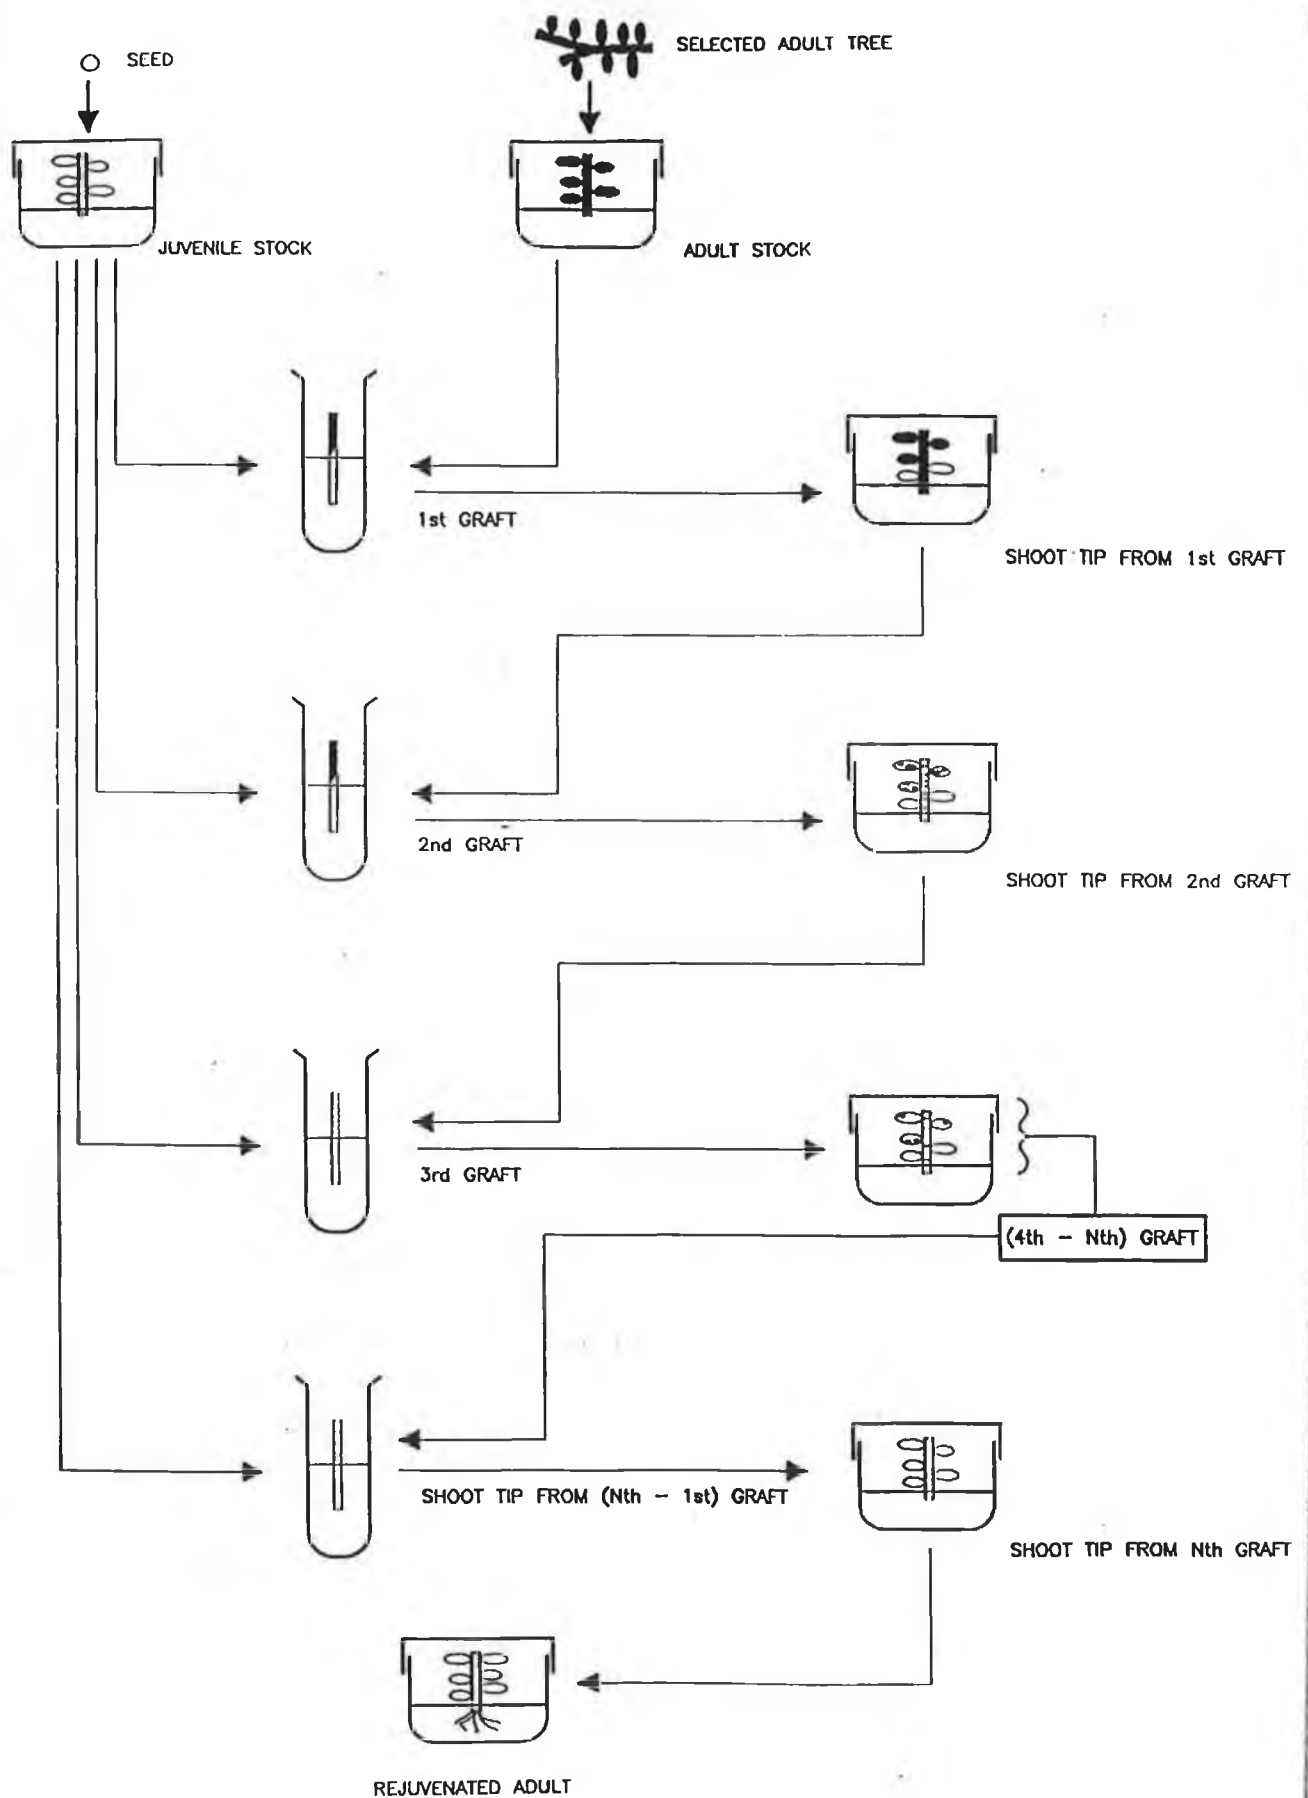 SEED
SELECTED ADULT TREE
JUVENILE STOCK
ADULT STOCK
1st GRAFT
SHOOT TIP FROM 1st GRAFT
2nd GRAFT
SHOOT TIP FROM 2nd GRAFT
3rd GRAFT
(4th - Nth) GRAFT
SHOOT TIP FROM (Nth - 1st) GRAFT
SHOOT TIP FROM Nth GRAFT
REJUVENATED ADULT